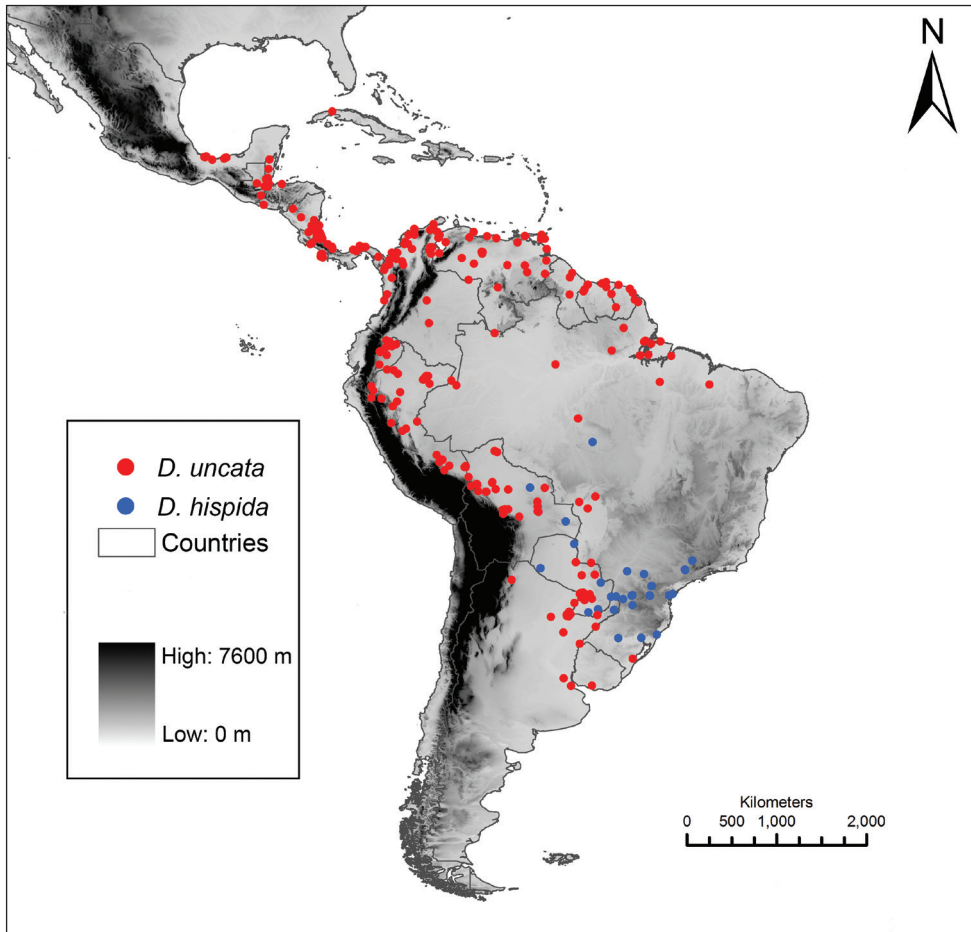 N
D. uncata
D. hispida
Countries
High: 7600 m
Low: 0 m
Kilometers
0 500 1,000 2,000